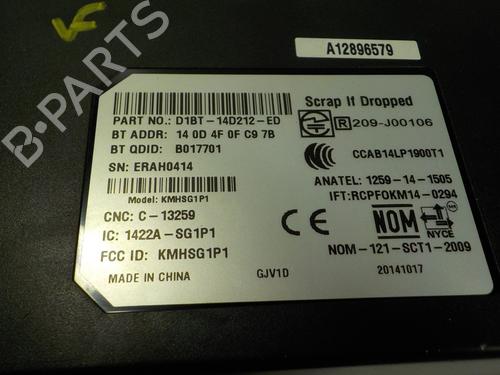 VF
A12896579
Scrap If Dropped
PART NO.: D1BT-14D212-ED
R 209-J00106
BT ADDR: 14 0D 4F 0F C9 7B
BT QDID: B017701
CCAB14LP1900T1
SN: ERAH0414
ANATEL: 1259-14-1505
Model: KMHSG1P1
IFT:RCPFOKM14-0294
CNC: C-13259
CE
NOM
NYCE
IC: 1422A-SG1P1
NOM-121-SCT1-2009
FCC ID: KMHSG1P1
MADE IN CHINA
GJV1D
20141017
B-PARTS